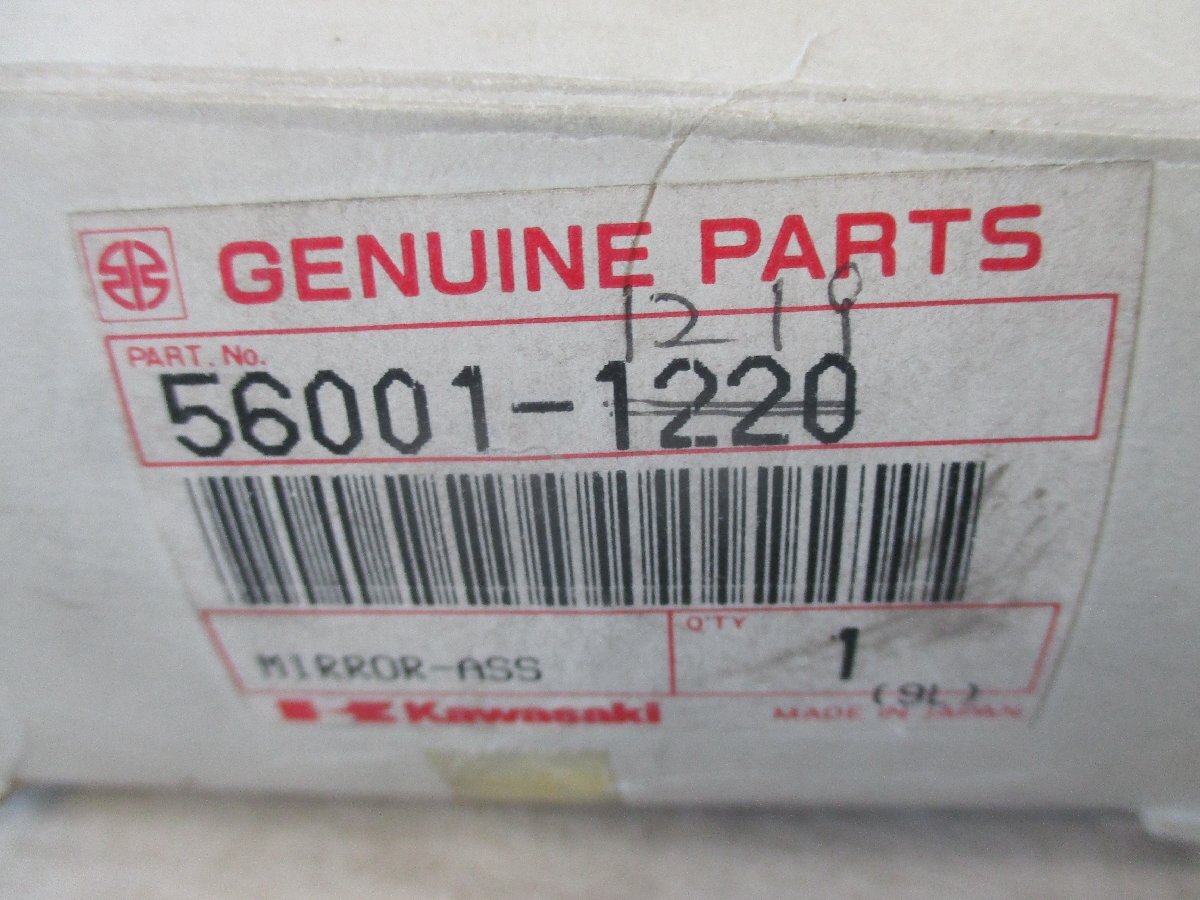 GENUINE PARTS
1219
PART. No.
56001-1220
Q'TY
MIRROR-ASS
1
(9L)
Kawasaki
MADE IN JAPAN